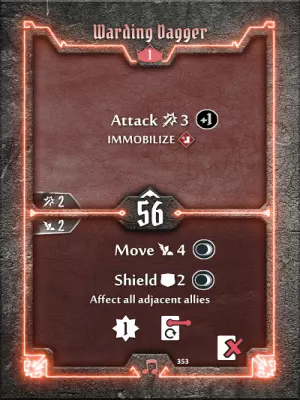 Warding Dagger
1
Attack 3 +1
IMMOBILIZE
2
56
2
Move 4
Shield 2
Affect all adjacent allies
1
353